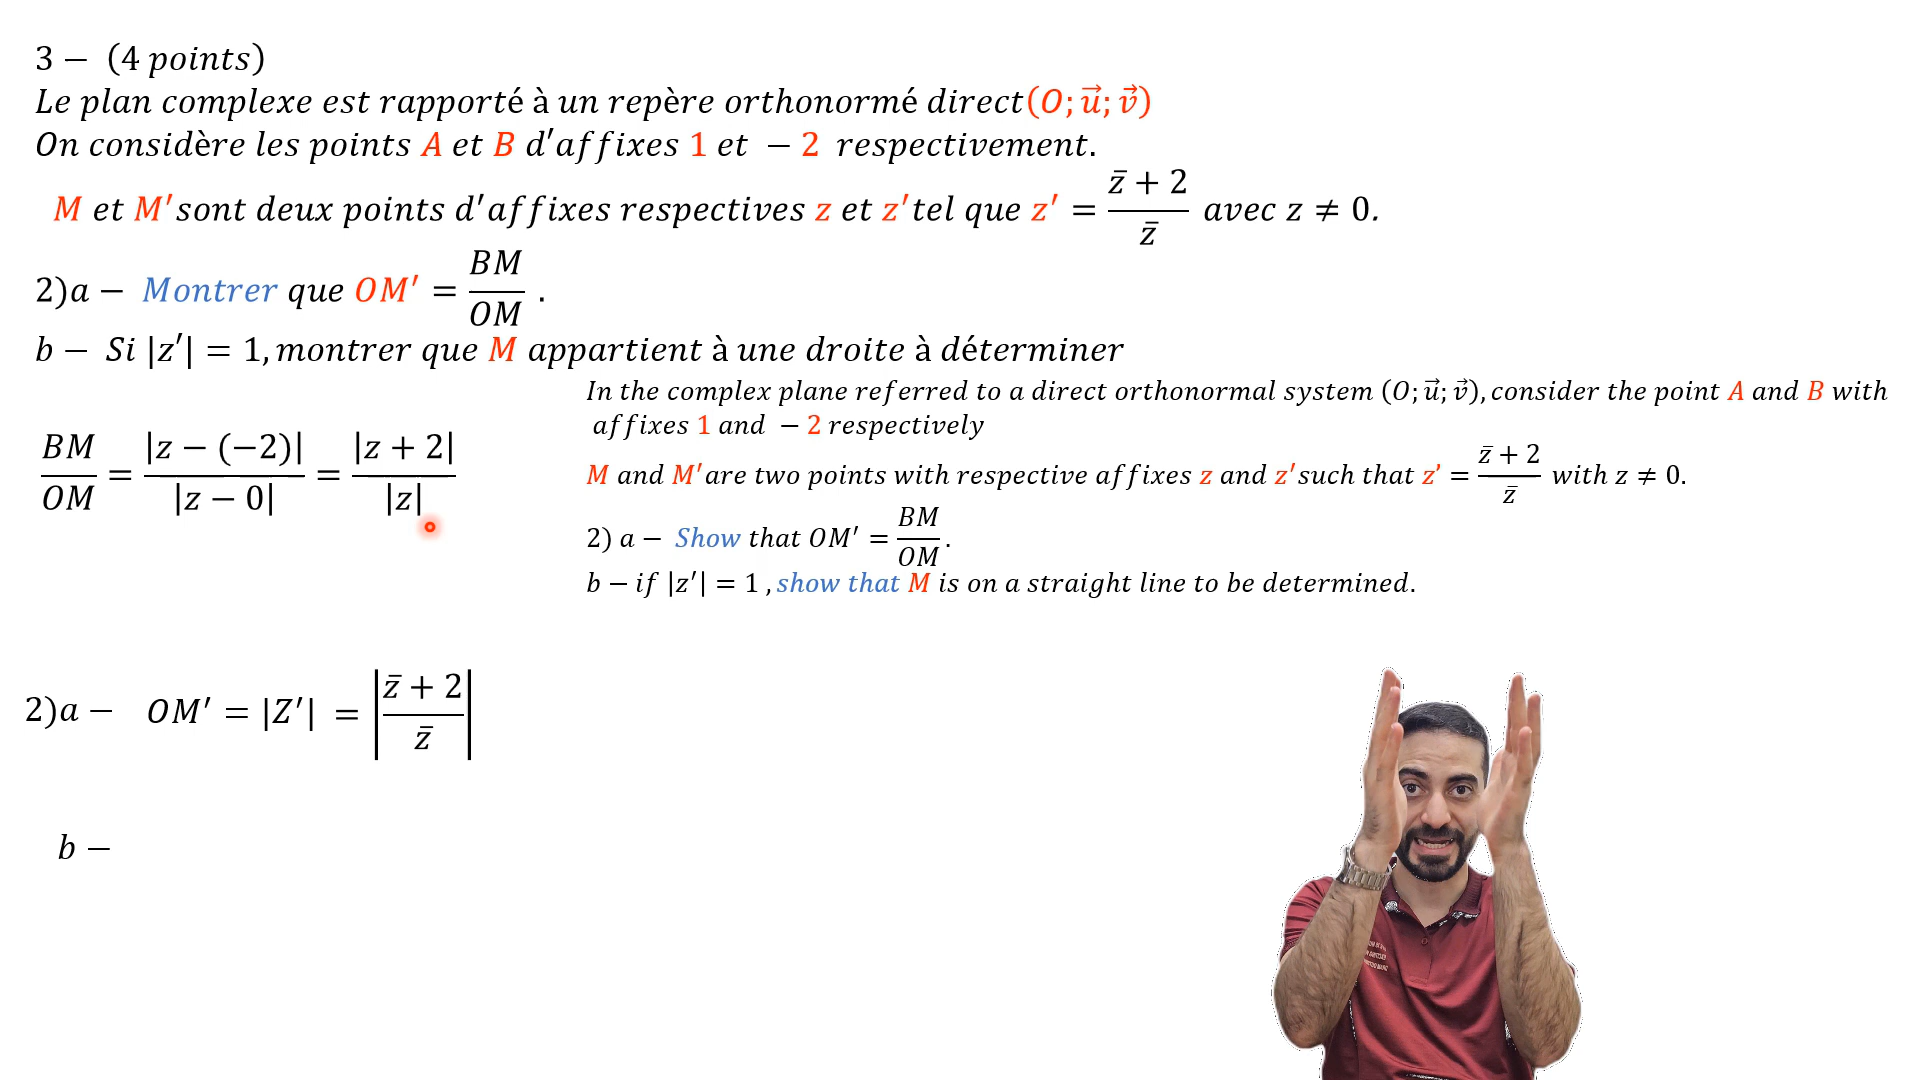 3 − (4 points)
Le plan complexe est rapporté à un repère orthonormé direct(O; u⃗; v⃗)
On considère les points A et B d'affixes 1 et − 2 respectivement.
M et M'sont deux points d'affixes respectives z et z'tel que z' = (z̄ + 2)/z̄ avec z ≠ 0.
2)a − Montrer que OM' = BM/OM .
b − Si |z'| = 1, montrer que M appartient à une droite à déterminer
In the complex plane referred to a direct orthonormal system (O; u⃗; v⃗), consider the point A and B with
affixes 1 and − 2 respectively
M and M'are two points with respective affixes z and z'such that z' = (z̄ + 2)/z̄ with z ≠ 0.
2) a − Show that OM' = BM/OM.
b − if |z'| = 1 , show that M is on a straight line to be determined.
BM/OM = |z − (−2)|/|z − 0| = |z + 2|/|z|
2)a − OM' = |Z'| = |(z̄ + 2)/z̄|
b −